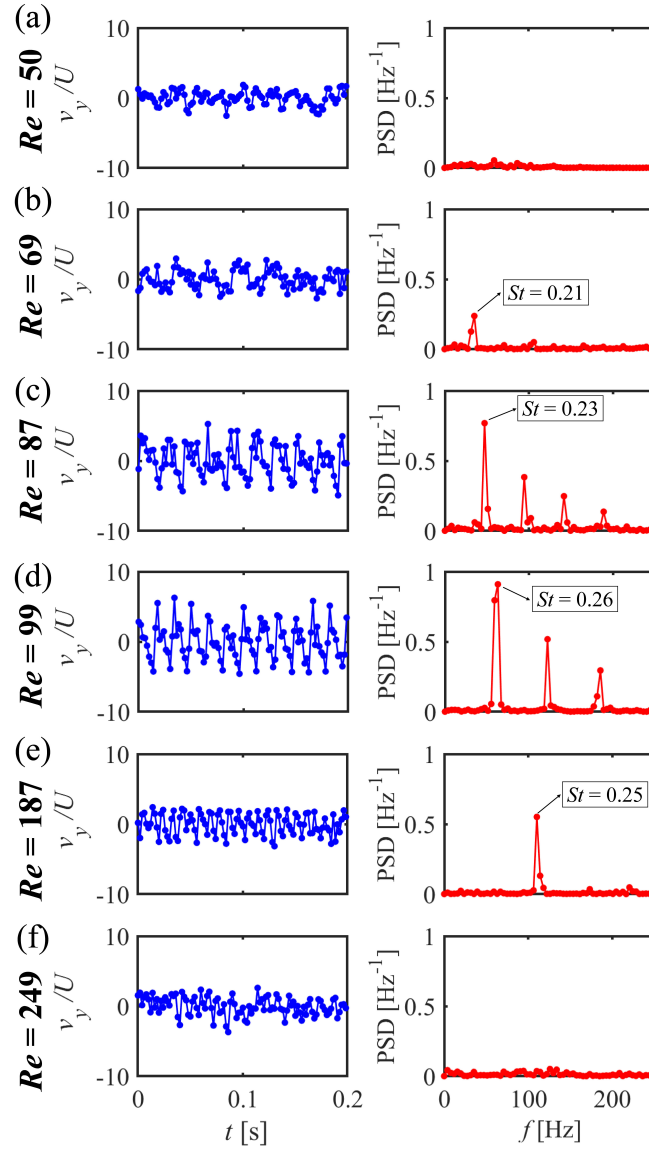 (a)
Re = 50
v_y/U
10
0
-10
PSD [Hz^-1]
1
0.5
0
(b)
Re = 69
v_y/U
10
0
-10
PSD [Hz^-1]
1
0.5
0
St = 0.21
(c)
Re = 87
v_y/U
10
0
-10
PSD [Hz^-1]
1
0.5
0
St = 0.23
(d)
Re = 99
v_y/U
10
0
-10
PSD [Hz^-1]
1
0.5
0
St = 0.26
(e)
Re = 187
v_y/U
10
0
-10
PSD [Hz^-1]
1
0.5
0
St = 0.25
(f)
Re = 249
v_y/U
10
0
-10
0 0.1 0.2
t [s]
PSD [Hz^-1]
1
0.5
0
0 100 200
f [Hz]